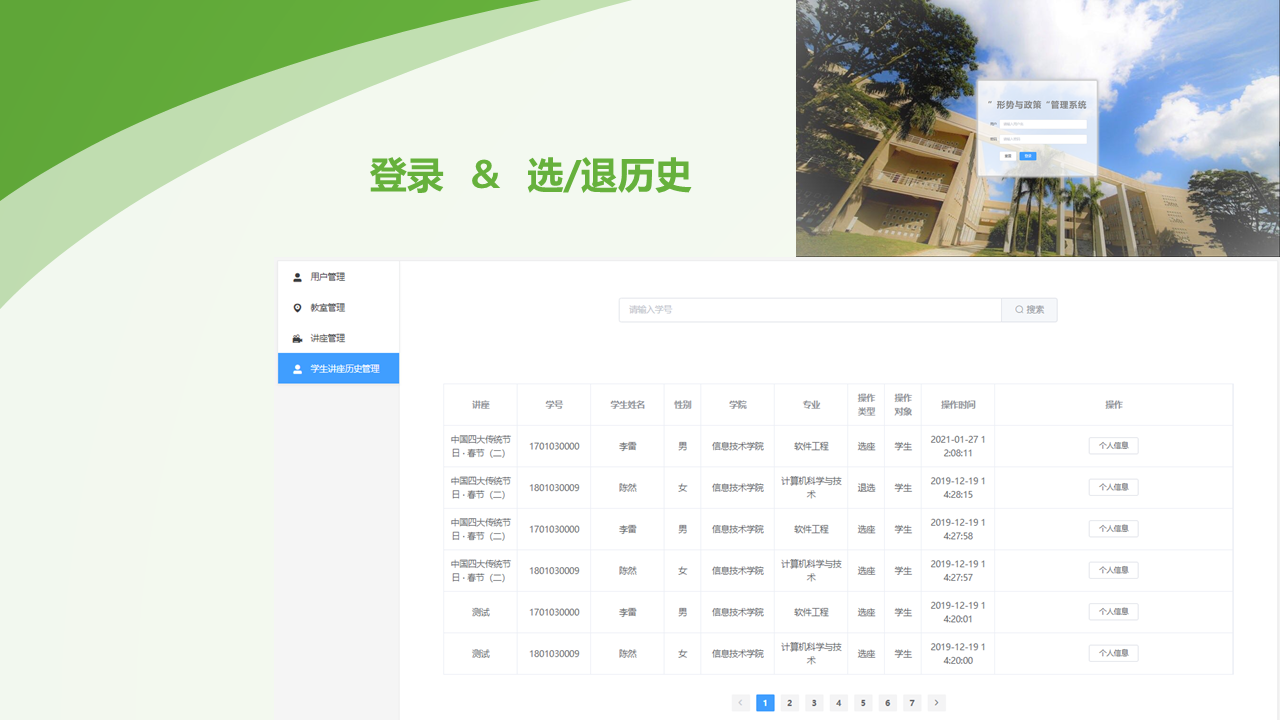 “ 形势与政策 “管理系统
登录 & 选/退历史
用户管理
教室管理
讲座管理
学生讲座历史管理
请输入学号
搜索
讲座 学号 学生姓名 性别 学院 专业 操作类型 操作对象 操作时间 操作
中国四大传统节日 · 春节（二） 1701030000 李雷 男 信息技术学院 软件工程 选座 学生 2021-01-27 12:08:11 个人信息
中国四大传统节日 · 春节（二） 1801030009 陈然 女 信息技术学院 计算机科学与技术 退选 学生 2019-12-19 14:28:15 个人信息
中国四大传统节日 · 春节（二） 1701030000 李雷 男 信息技术学院 软件工程 选座 学生 2019-12-19 14:27:58 个人信息
中国四大传统节日 · 春节（二） 1801030009 陈然 女 信息技术学院 计算机科学与技术 选座 学生 2019-12-19 14:27:57 个人信息
测试 1701030000 李雷 男 信息技术学院 软件工程 选座 学生 2019-12-19 14:20:01 个人信息
测试 1801030009 陈然 女 信息技术学院 计算机科学与技术 选座 学生 2019-12-19 14:20:00 个人信息
1 2 3 4 5 6 7